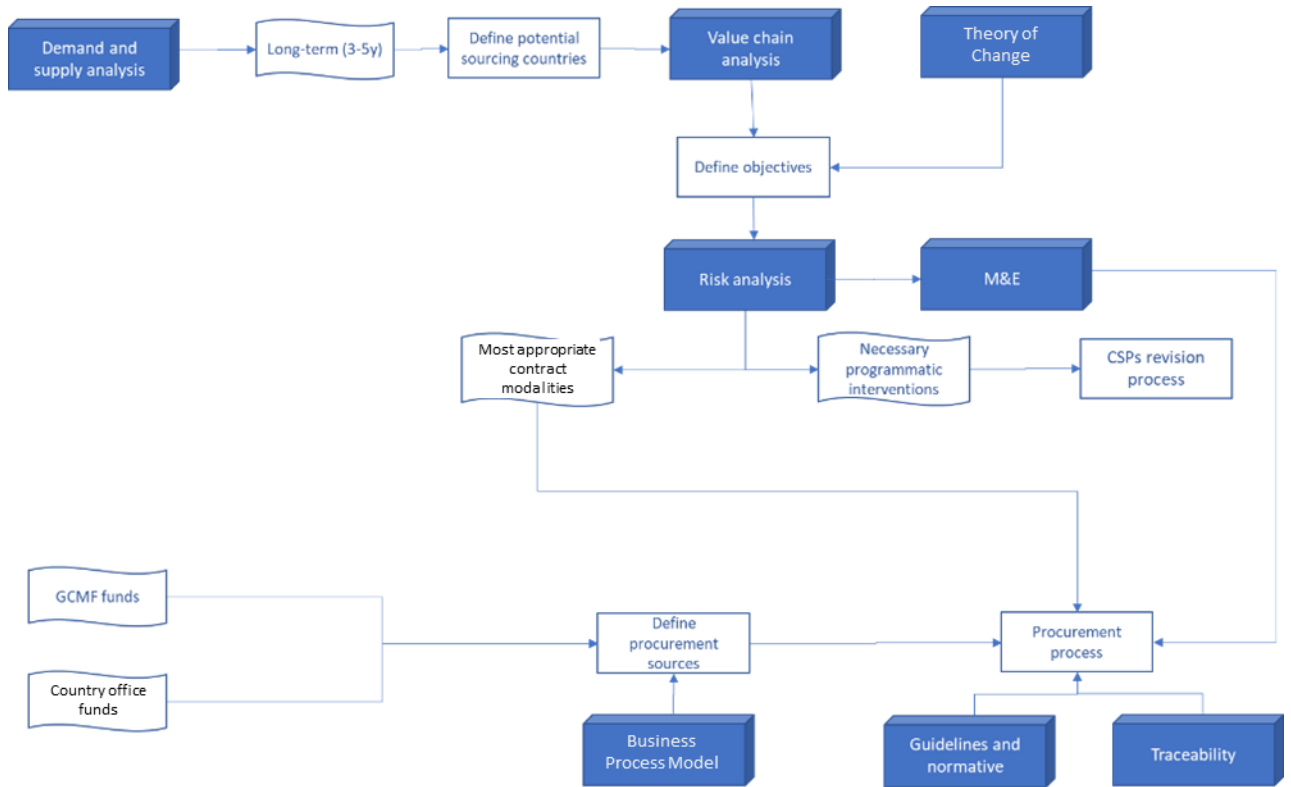 Demand and
supply analysis
Long-term (3-5y)
Define potential
sourcing countries
Value chain
analysis
Theory of
Change
Define objectives
Risk analysis
M&E
Most appropriate
contract
modalities
Necessary
programmatic
interventions
CSPs revision
process
GCMF funds
Country office
funds
Define
procurement
sources
Procurement
process
Business
Process Model
Guidelines and
normative
Traceability